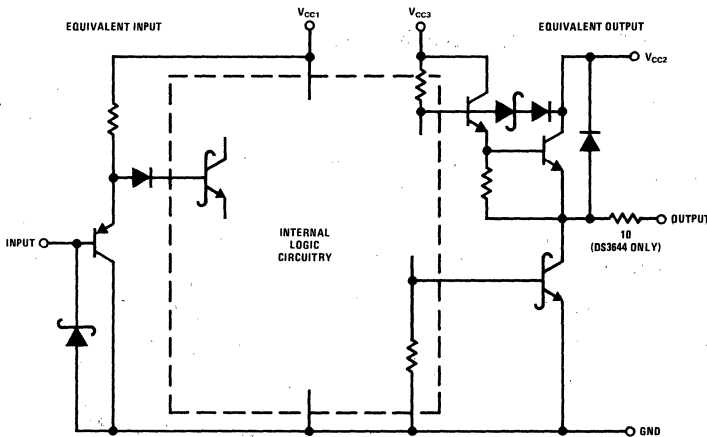 EQUIVALENT INPUT
VCC1
VCC3
EQUIVALENT OUTPUT
VCC2
INTERNAL
LOGIC
CIRCUITRY
INPUT
OUTPUT
10
(DS3644 ONLY)
GND